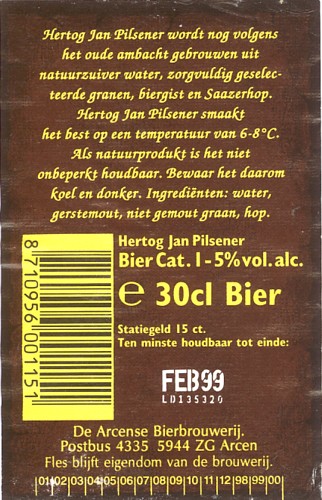 Hertog Jan Pilsener wordt nog volgens
het oude ambacht gebrouwen uit
natuurzuiver water, zorgvuldig geselec-
teerde granen, biergist en Saazerhop.
Hertog Jan Pilsener smaakt
het best op een temperatuur van 6-8°C.
Als natuurprodukt is het niet
onbeperkt houdbaar. Bewaar het daarom
koel en donker. Ingrediënten: water,
gerstemout, niet gemout graan, hop.
8 710956 001151
Hertog Jan Pilsener
Bier Cat. I - 5% vol. alc.
℮ 30cl Bier
Statiegeld 15 ct.
Ten minste houdbaar tot einde:
FEB99
LD135320
De Arcense Bierbrouwerij.
Postbus 4335 5944 ZG Arcen
Fles blijft eigendom van de brouwerij.
01 02 03 04 05 06 07 08 09 10 11 12 98 99 00